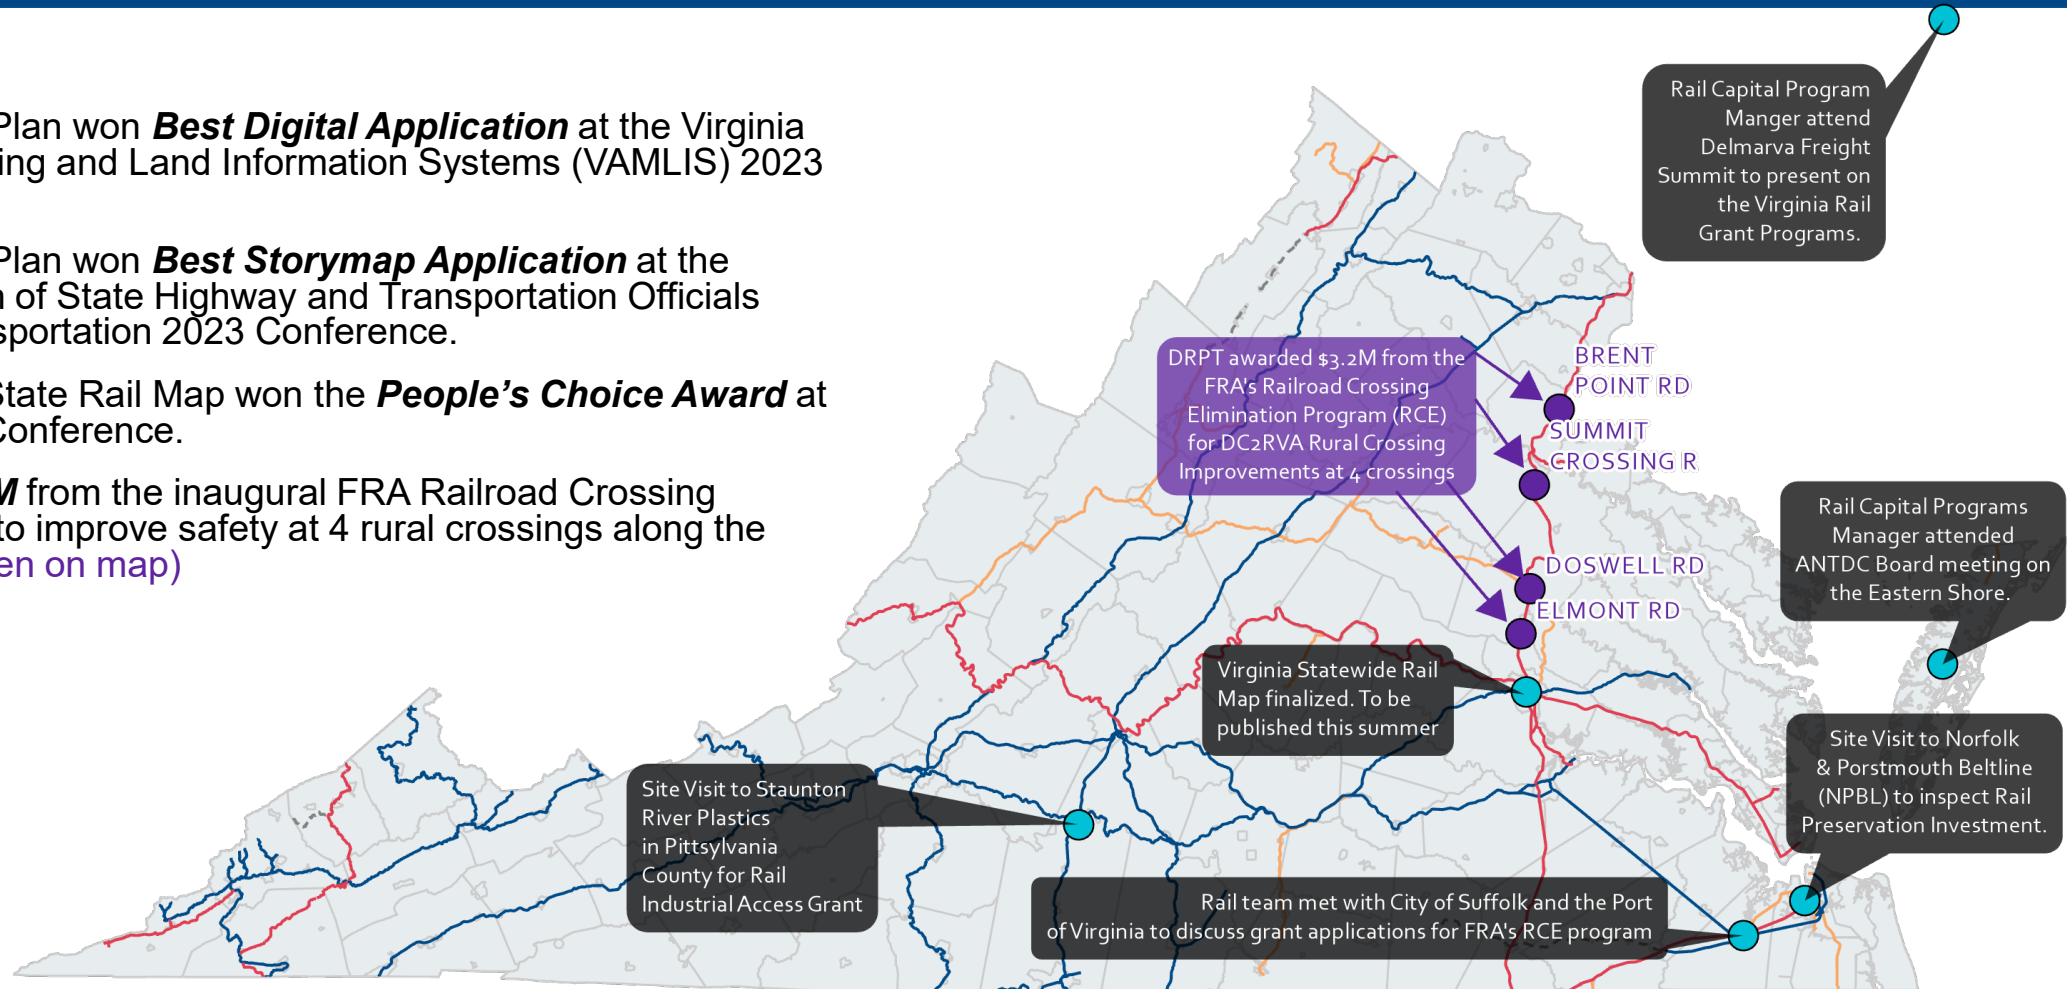 Plan won Best Digital Application at the Virginia
ing and Land Information Systems (VAMLIS) 2023
Plan won Best Storymap Application at the
of State Highway and Transportation Officials
sportation 2023 Conference.
State Rail Map won the People's Choice Award at
Conference.
M from the inaugural FRA Railroad Crossing
to improve safety at 4 rural crossings along the
en on map)
Rail Capital Program
Manger attend
Delmarva Freight
Summit to present on
the Virginia Rail
Grant Programs.
DRPT awarded $3.2M from the
FRA's Railroad Crossing
Elimination Program (RCE)
for DC2RVA Rural Crossing
Improvements at 4 crossings
BRENT
POINT RD
SUMMIT
CROSSING R
DOSWELL RD
ELMONT RD
Rail Capital Programs
Manager attended
ANTDC Board meeting on
the Eastern Shore.
Virginia Statewide Rail
Map finalized. To be
published this summer
Site Visit to Norfolk
& Porstmouth Beltline
(NPBL) to inspect Rail
Preservation Investment.
Site Visit to Staunton
River Plastics
in Pittsylvania
County for Rail
Industrial Access Grant
Rail team met with City of Suffolk and the Port
of Virginia to discuss grant applications for FRA's RCE program